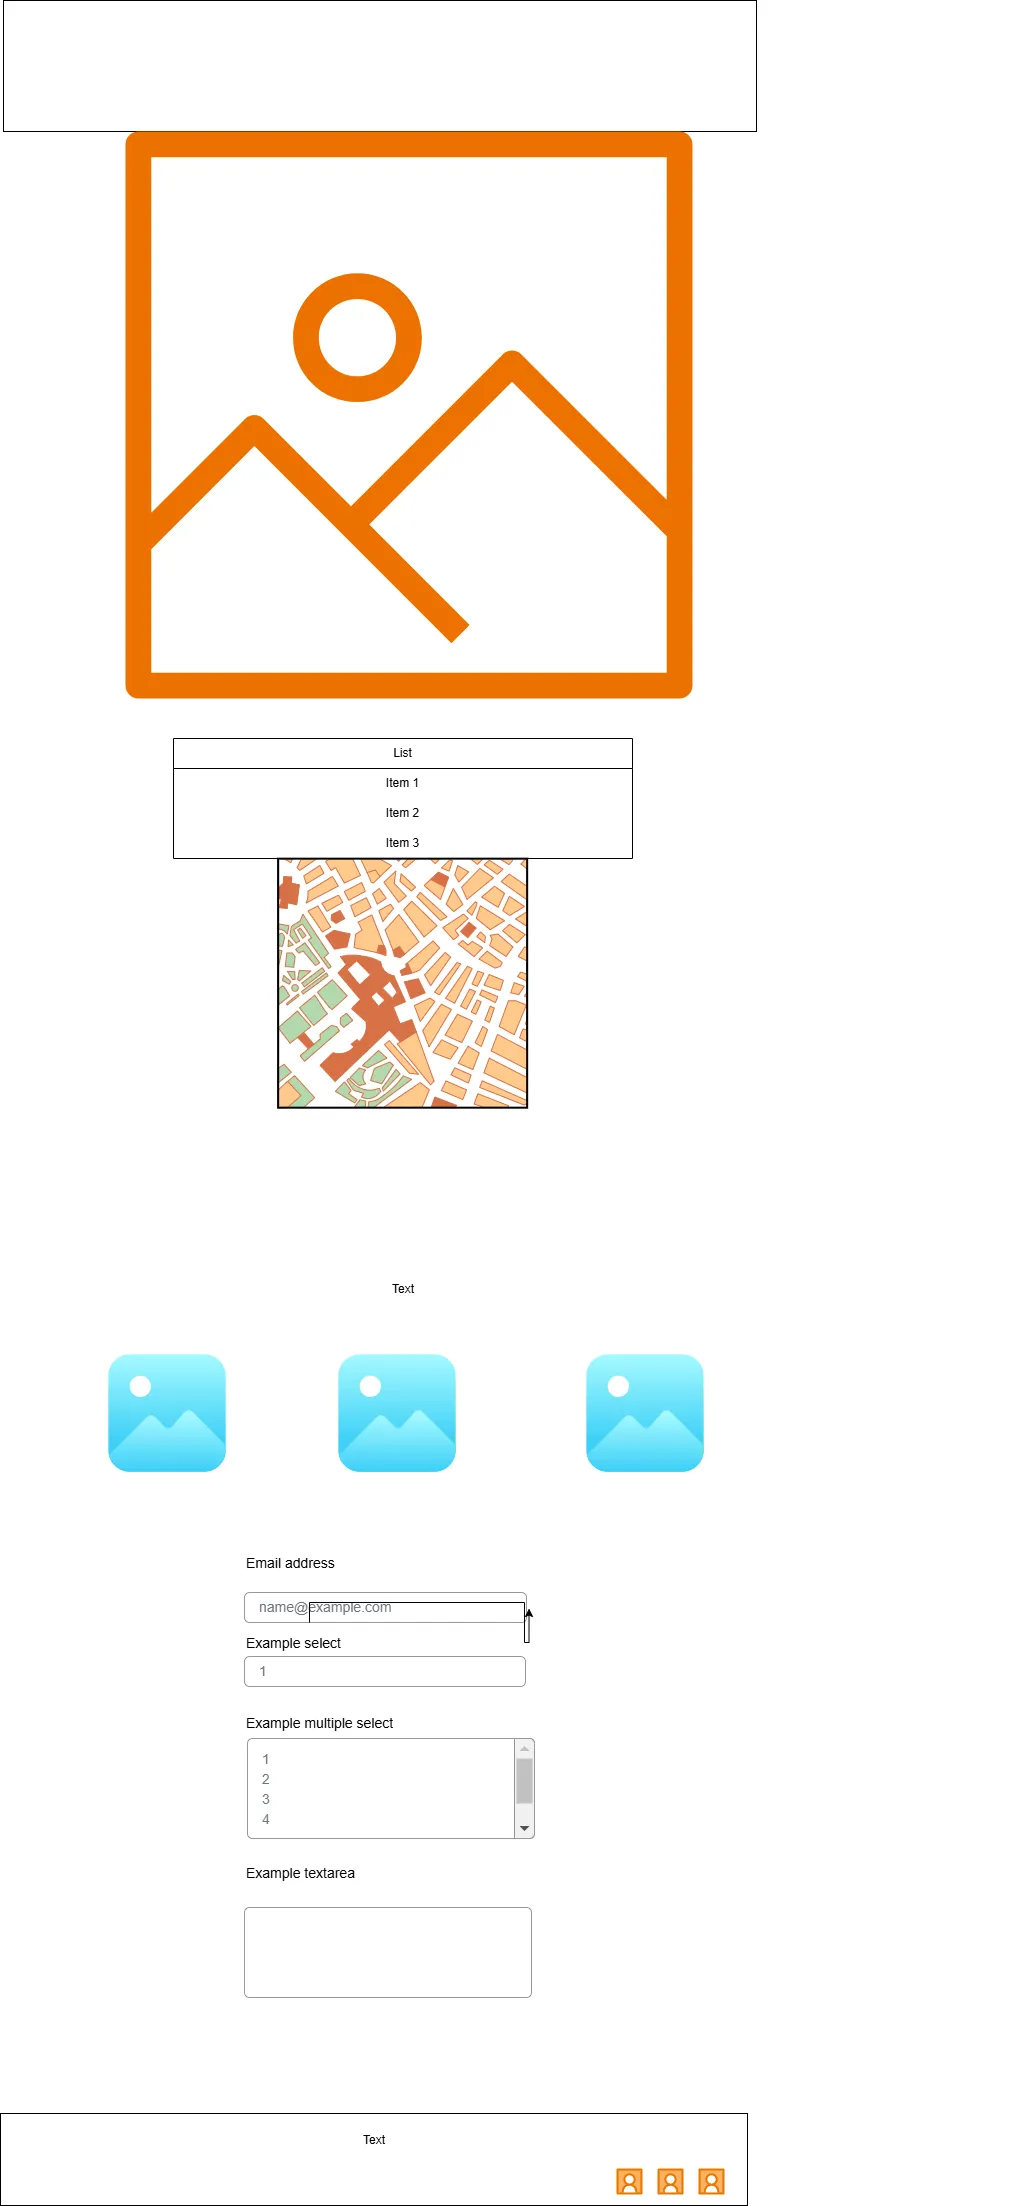 List
Item 1
Item 2
Item 3
Text
Email address
name@example.com
Example select
1
Example multiple select
1
2
3
4
Example textarea
Text